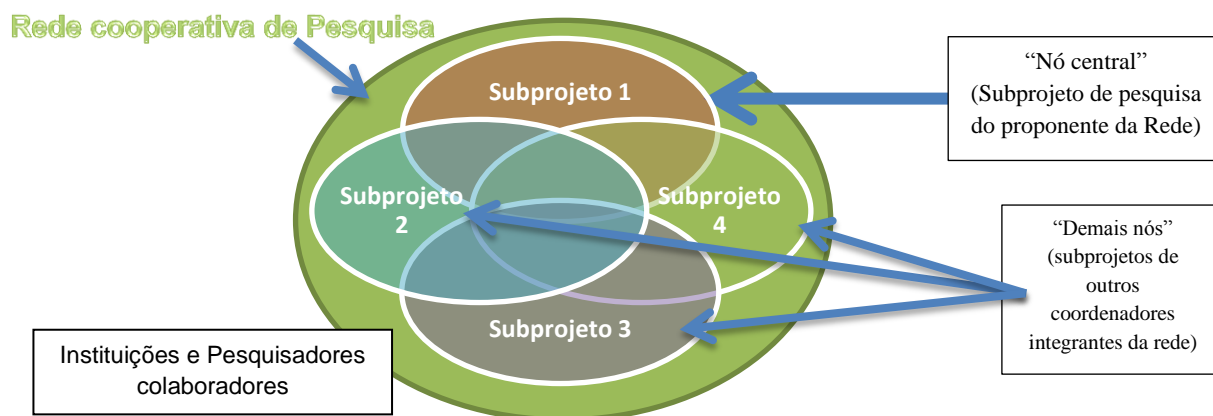 Rede cooperativa de Pesquisa
Subprojeto 1
Subprojeto
2
Subprojeto
4
Subprojeto 3
“Nó central”
(Subprojeto de pesquisa
do proponente da Rede)
“Demais nós”
(subprojetos de
outros
coordenadores
integrantes da rede)
Instituições e Pesquisadores
colaboradores